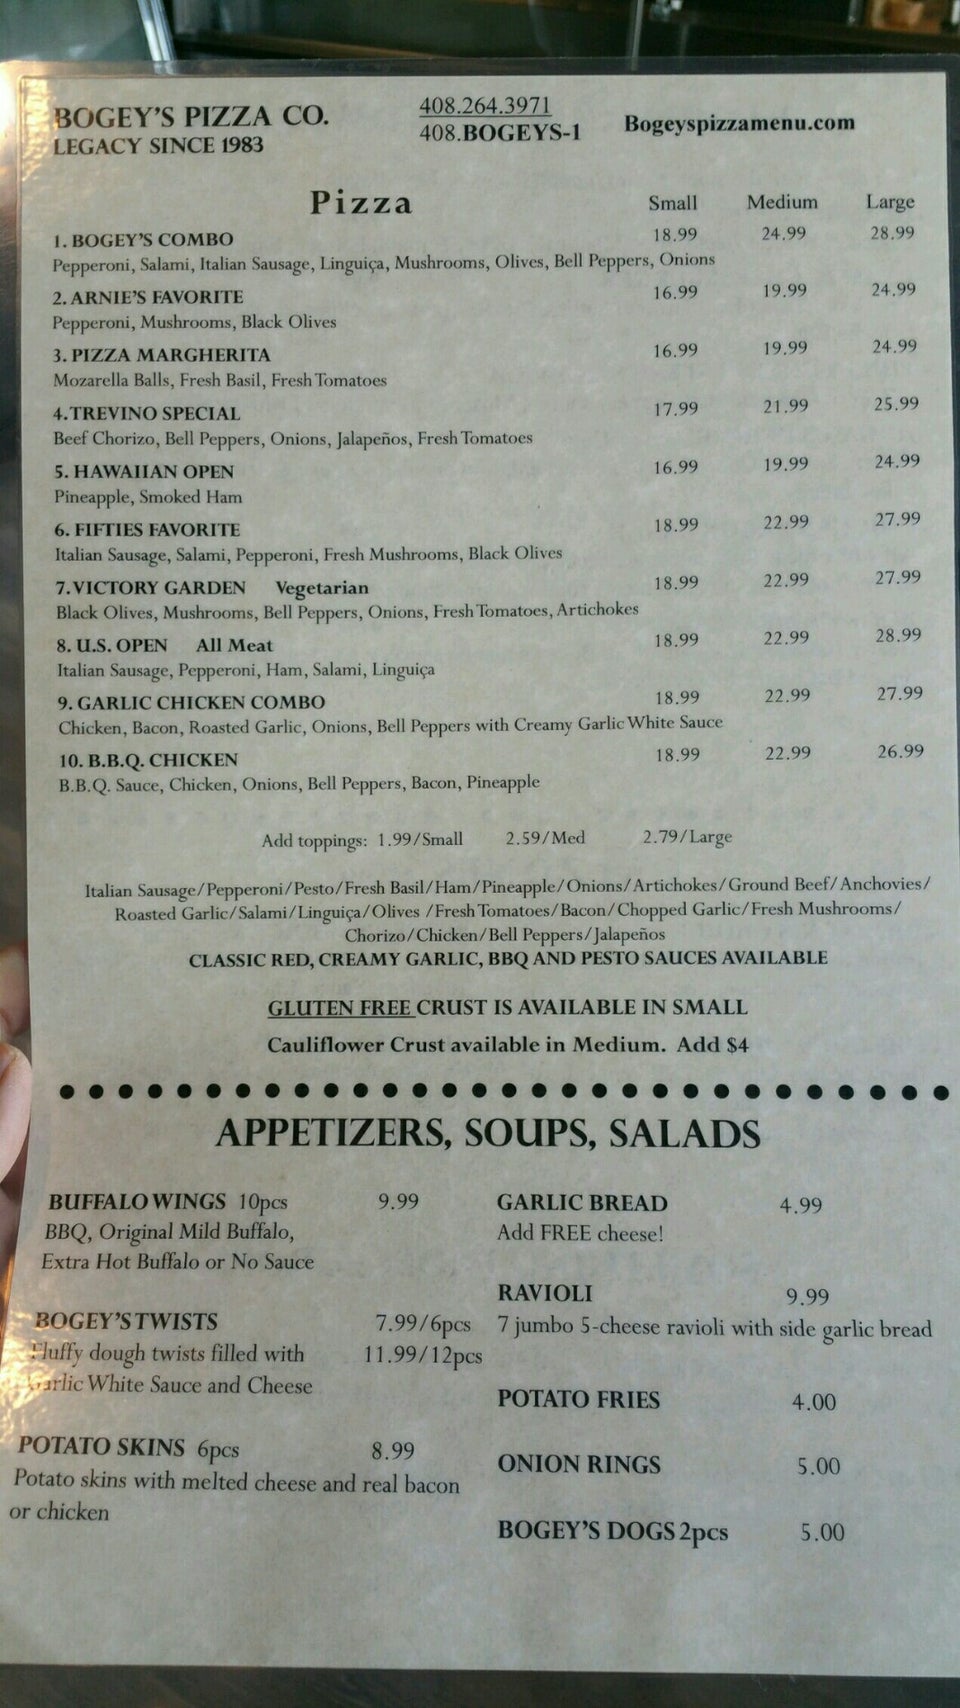 BOGEY'S PIZZA CO.
LEGACY SINCE 1983
408.264.3971
408.BOGEYS-1
Bogeyspizzamenu.com
Pizza Small Medium Large
1. BOGEY'S COMBO 18.99 24.99 28.99
Pepperoni, Salami, Italian Sausage, Linguiça, Mushrooms, Olives, Bell Peppers, Onions
2. ARNIE'S FAVORITE 16.99 19.99 24.99
Pepperoni, Mushrooms, Black Olives
3. PIZZA MARGHERITA 16.99 19.99 24.99
Mozarella Balls, Fresh Basil, Fresh Tomatoes
4. TREVINO SPECIAL 17.99 21.99 25.99
Beef Chorizo, Bell Peppers, Onions, Jalapeños, Fresh Tomatoes
5. HAWAIIAN OPEN 16.99 19.99 24.99
Pineapple, Smoked Ham
6. FIFTIES FAVORITE 18.99 22.99 27.99
Italian Sausage, Salami, Pepperoni, Fresh Mushrooms, Black Olives
7. VICTORY GARDEN Vegetarian 18.99 22.99 27.99
Black Olives, Mushrooms, Bell Peppers, Onions, Fresh Tomatoes, Artichokes
8. U.S. OPEN All Meat 18.99 22.99 28.99
Italian Sausage, Pepperoni, Ham, Salami, Linguiça
9. GARLIC CHICKEN COMBO 18.99 22.99 27.99
Chicken, Bacon, Roasted Garlic, Onions, Bell Peppers with Creamy Garlic White Sauce
10. B.B.Q. CHICKEN 18.99 22.99 26.99
B.B.Q. Sauce, Chicken, Onions, Bell Peppers, Bacon, Pineapple
Add toppings: 1.99/Small 2.59/Med 2.79/Large
Italian Sausage/Pepperoni/Pesto/Fresh Basil/Ham/Pineapple/Onions/Artichokes/Ground Beef/Anchovies/
Roasted Garlic/Salami/Linguiça/Olives /Fresh Tomatoes/Bacon/Chopped Garlic/Fresh Mushrooms/
Chorizo/Chicken/Bell Peppers/Jalapeños
CLASSIC RED, CREAMY GARLIC, BBQ AND PESTO SAUCES AVAILABLE
GLUTEN FREE CRUST IS AVAILABLE IN SMALL
Cauliflower Crust available in Medium. Add $4
APPETIZERS, SOUPS, SALADS
BUFFALO WINGS 10pcs 9.99
BBQ, Original Mild Buffalo,
Extra Hot Buffalo or No Sauce
BOGEY'S TWISTS 7.99/6pcs
Fluffy dough twists filled with 11.99/12pcs
Garlic White Sauce and Cheese
POTATO SKINS 6pcs 8.99
Potato skins with melted cheese and real bacon
or chicken
GARLIC BREAD 4.99
Add FREE cheese!
RAVIOLI 9.99
7 jumbo 5-cheese ravioli with side garlic bread
POTATO FRIES 4.00
ONION RINGS 5.00
BOGEY'S DOGS 2pcs 5.00